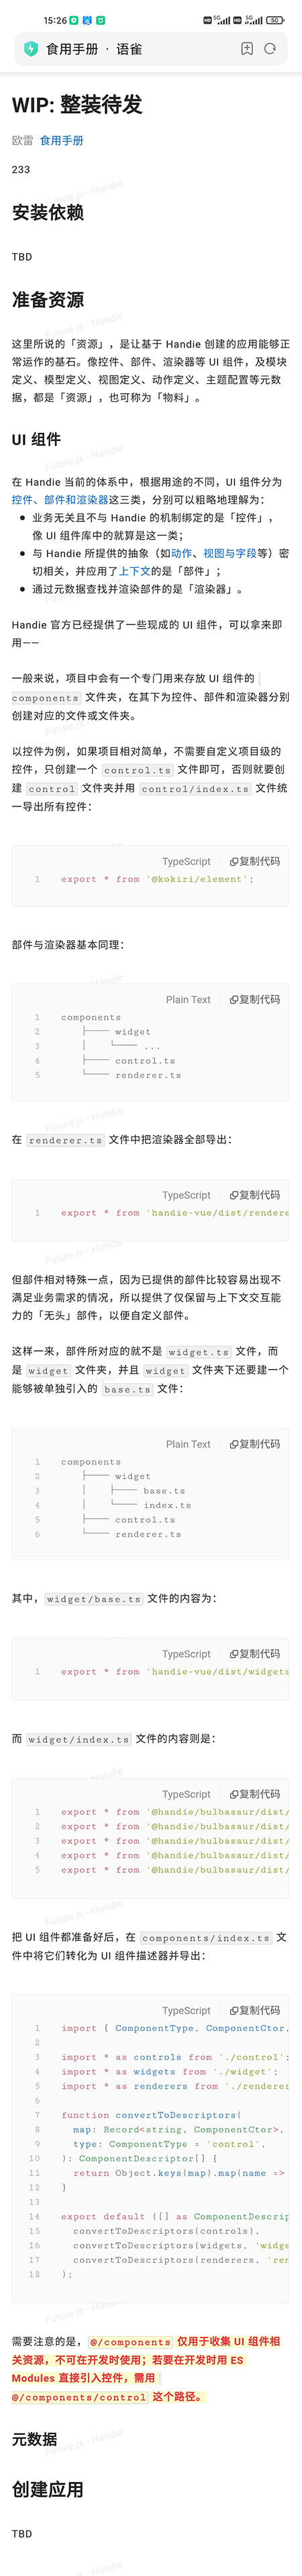 15:26
HD 5G HD 5G 50
食用手册 · 语雀
WIP: 整装待发
欧雷 食用手册
233
安装依赖
TBD
准备资源
这里所说的「资源」，是让基于 Handie 创建的应用能够正
常运作的基石。像控件、部件、渲染器等 UI 组件，及模块
定义、模型定义、视图定义、动作定义、主题配置等元数
据，都是「资源」，也可称为「物料」。
UI 组件
在 Handie 当前的体系中，根据用途的不同，UI 组件分为
控件、部件和渲染器这三类，分别可以粗略地理解为：
● 业务无关且不与 Handie 的机制绑定的是「控件」，
像 UI 组件库中的就算是这一类；
● 与 Handie 所提供的抽象（如动作、视图与字段等）密
切相关，并应用了上下文的是「部件」；
● 通过元数据查找并渲染部件的是「渲染器」。
Handie 官方已经提供了一些现成的 UI 组件，可以拿来即
用——
一般来说，项目中会有一个专门用来存放 UI 组件的
components 文件夹，在其下为控件、部件和渲染器分别
创建对应的文件或文件夹。
以控件为例，如果项目相对简单，不需要自定义项目级的
控件，只创建一个 control.ts 文件即可，否则就要创
建 control 文件夹并用 control/index.ts 文件统
一导出所有控件：
TypeScript 复制代码
1 export * from '@kokiri/element';
部件与渲染器基本同理：
Plain Text 复制代码
1 components
2 ├── widget
3 │ └── ...
4 ├── control.ts
5 └── renderer.ts
在 renderer.ts 文件中把渲染器全部导出：
TypeScript 复制代码
1 export * from 'handie-vue/dist/rendere
但部件相对特殊一点，因为已提供的部件比较容易出现不
满足业务需求的情况，所以提供了仅保留与上下文交互能
力的「无头」部件，以便自定义部件。
这样一来，部件所对应的就不是 widget.ts 文件，而
是 widget 文件夹，并且 widget 文件夹下还要建一个
能够被单独引入的 base.ts 文件：
Plain Text 复制代码
1 components
2 ├── widget
3 │ ├── base.ts
4 │ └── index.ts
5 ├── control.ts
6 └── renderer.ts
其中，widget/base.ts 文件的内容为：
TypeScript 复制代码
1 export * from 'handie-vue/dist/widgets
而 widget/index.ts 文件的内容则是：
TypeScript 复制代码
1 export * from '@handie/bulbasaur/dist/
2 export * from '@handie/bulbasaur/dist/
3 export * from '@handie/bulbasaur/dist/
4 export * from '@handie/bulbasaur/dist/
5 export * from '@handie/bulbasaur/dist/
把 UI 组件都准备好后，在 components/index.ts 文
件中将它们转化为 UI 组件描述器并导出：
TypeScript 复制代码
1 import { ComponentType, ComponentCtor,
2
3 import * as controls from './control';
4 import * as widgets from './widget';
5 import * as renderers from './renderer
6
7 function convertToDescriptors(
8 map: Record<string, ComponentCtor>,
9 type: ComponentType = 'control',
10 ): ComponentDescriptor[] {
11 return Object.keys(map).map(name =>
12 }
13
14 export default ([] as ComponentDescrip
15 convertToDescriptors(controls),
16 convertToDescriptors(widgets, 'widge
17 convertToDescriptors(renderers, 'ren
18 );
需要注意的是，@/components 仅用于收集 UI 组件相
关资源，不可在开发时使用；若要在开发时用 ES
Modules 直接引入控件，需用
@/components/control 这个路径。
元数据
创建应用
TBD